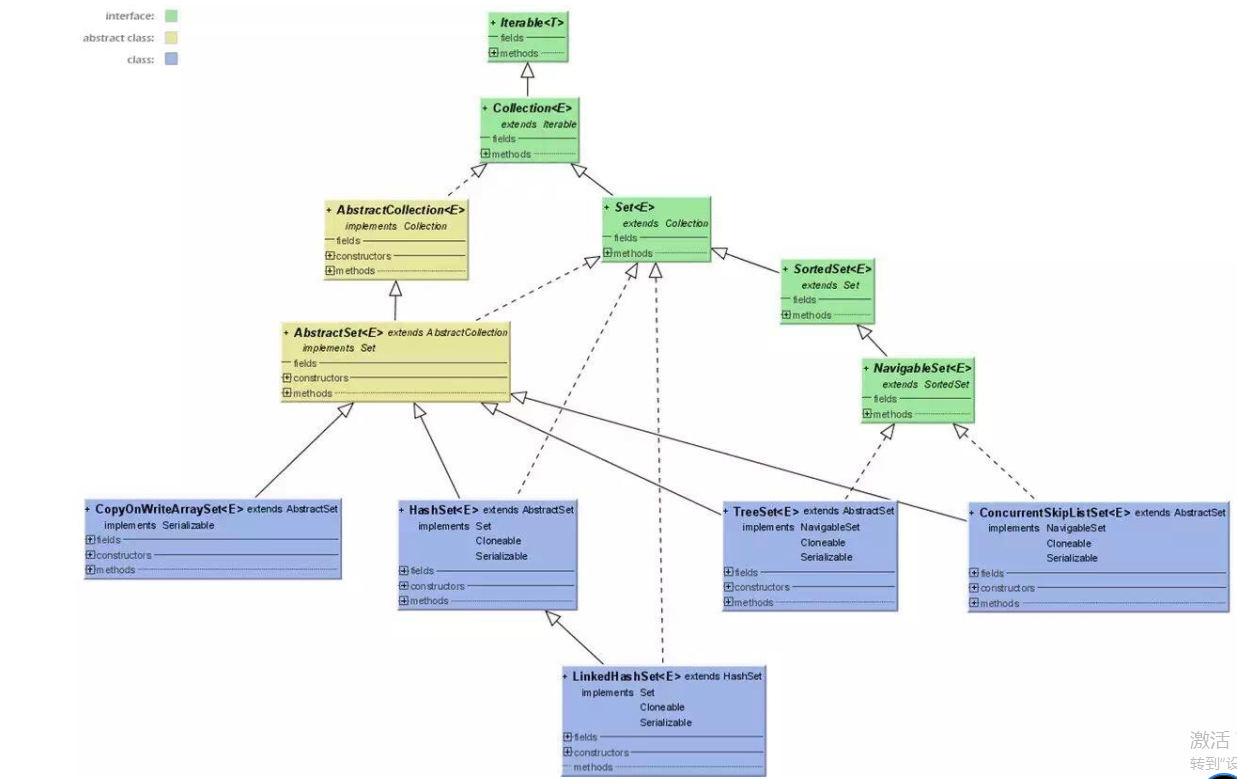 interface:
abstract class:
class:
+ Iterable<T>
fields
methods
+ Collection<E>
extends Iterable
fields
methods
+ AbstractCollection<E>
implements Collection
fields
constructors
methods
+ Set<E>
extends Collection
fields
methods
+ SortedSet<E>
extends Set
fields
methods
+ AbstractSet<E> extends AbstractCollection
implements Set
fields
constructors
methods
+ NavigableSet<E>
extends SortedSet
fields
methods
+ CopyOnWriteArraySet<E> extends AbstractSet
implements Serializable
fields
constructors
methods
+ HashSet<E> extends AbstractSet
implements Set
Cloneable
Serializable
fields
constructors
methods
+ TreeSet<E> extends AbstractSet
implements NavigableSet
Cloneable
Serializable
fields
constructors
methods
+ ConcurrentSkipListSet<E> extends AbstractSet
implements NavigableSet
Cloneable
Serializable
fields
constructors
methods
+ LinkedHashSet<E> extends HashSet
implements Set
Cloneable
Serializable
fields
constructors
methods
激活
转到"设